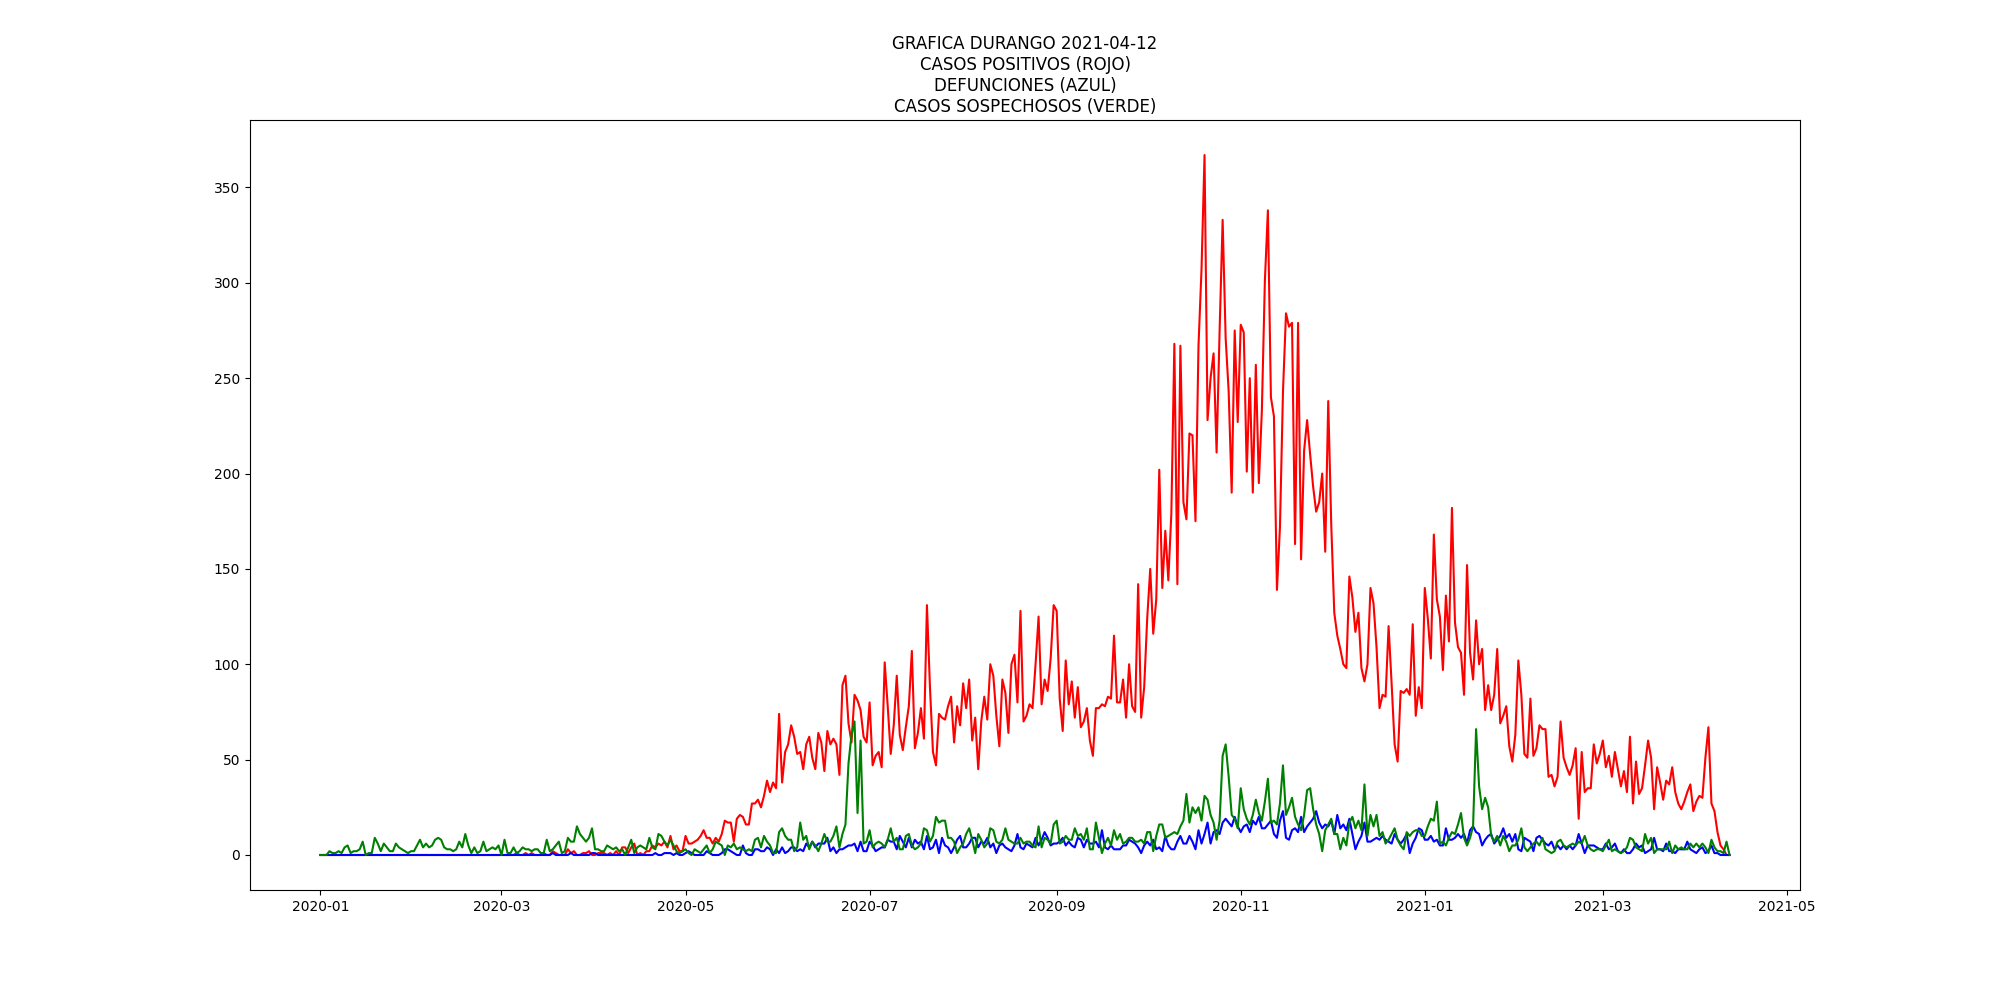 GRAFICA DURANGO 2021-04-12
CASOS POSITIVOS (ROJO)
DEFUNCIONES (AZUL)
CASOS SOSPECHOSOS (VERDE)
350
300
250
200
150
100
50
0
2020-01 2020-03 2020-05 2020-07 2020-09 2020-11 2021-01 2021-03 2021-05